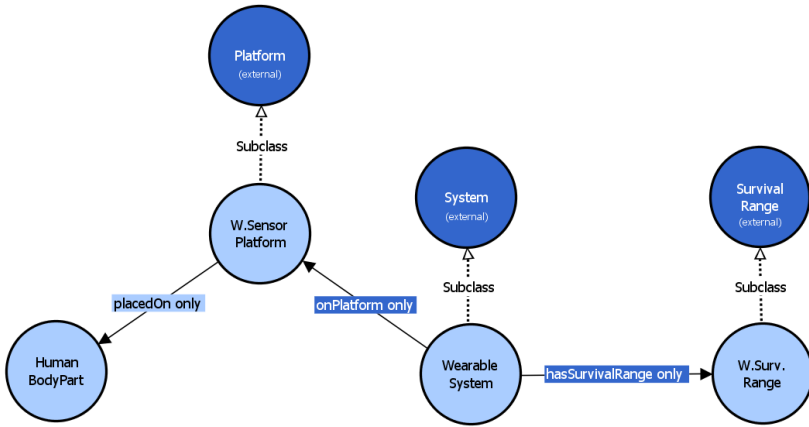 Platform
(external)
Subclass
W.Sensor
Platform
System
(external)
Survival
Range
(external)
Subclass
Subclass
placedOn only
onPlatform only
Human
BodyPart
Wearable
System
hasSurvivalRange only
W.Surv.
Range